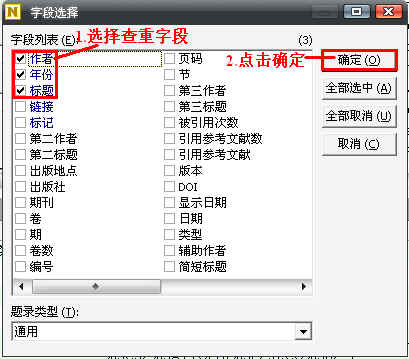 N 字段选择
字段列表(E): 1.选择查重字段 (3)
作者
年份
标题
链接
标记
第二作者
第二标题
出版地点
出版社
期刊
卷
期
卷数
编号
页码
节
第三作者
第三标题
被引用次数
引用参考文献数
引用参考文献
版本
DOI
显示日期
日期
类型
辅助作者
简短标题
2.点击确定
确定(O)
全部选中(A)
全部取消(U)
取消(C)
题录类型(T):
通用